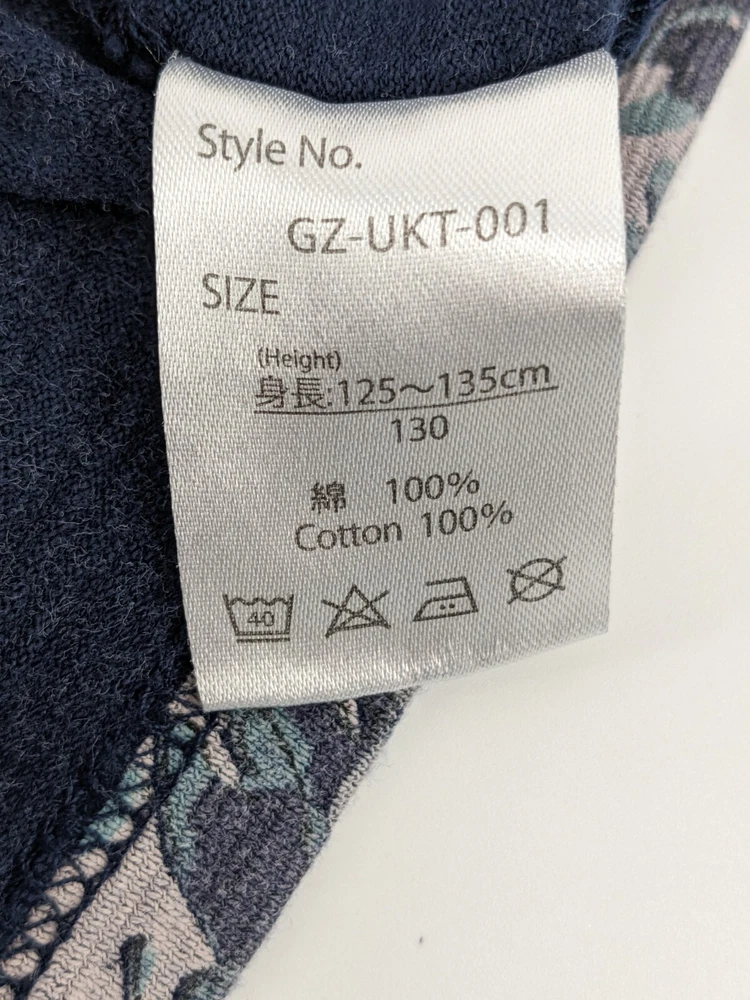 Style No.
GZ-UKT-001
SIZE
(Height)
身長:125〜135cm
130
綿 100%
Cotton 100%
40